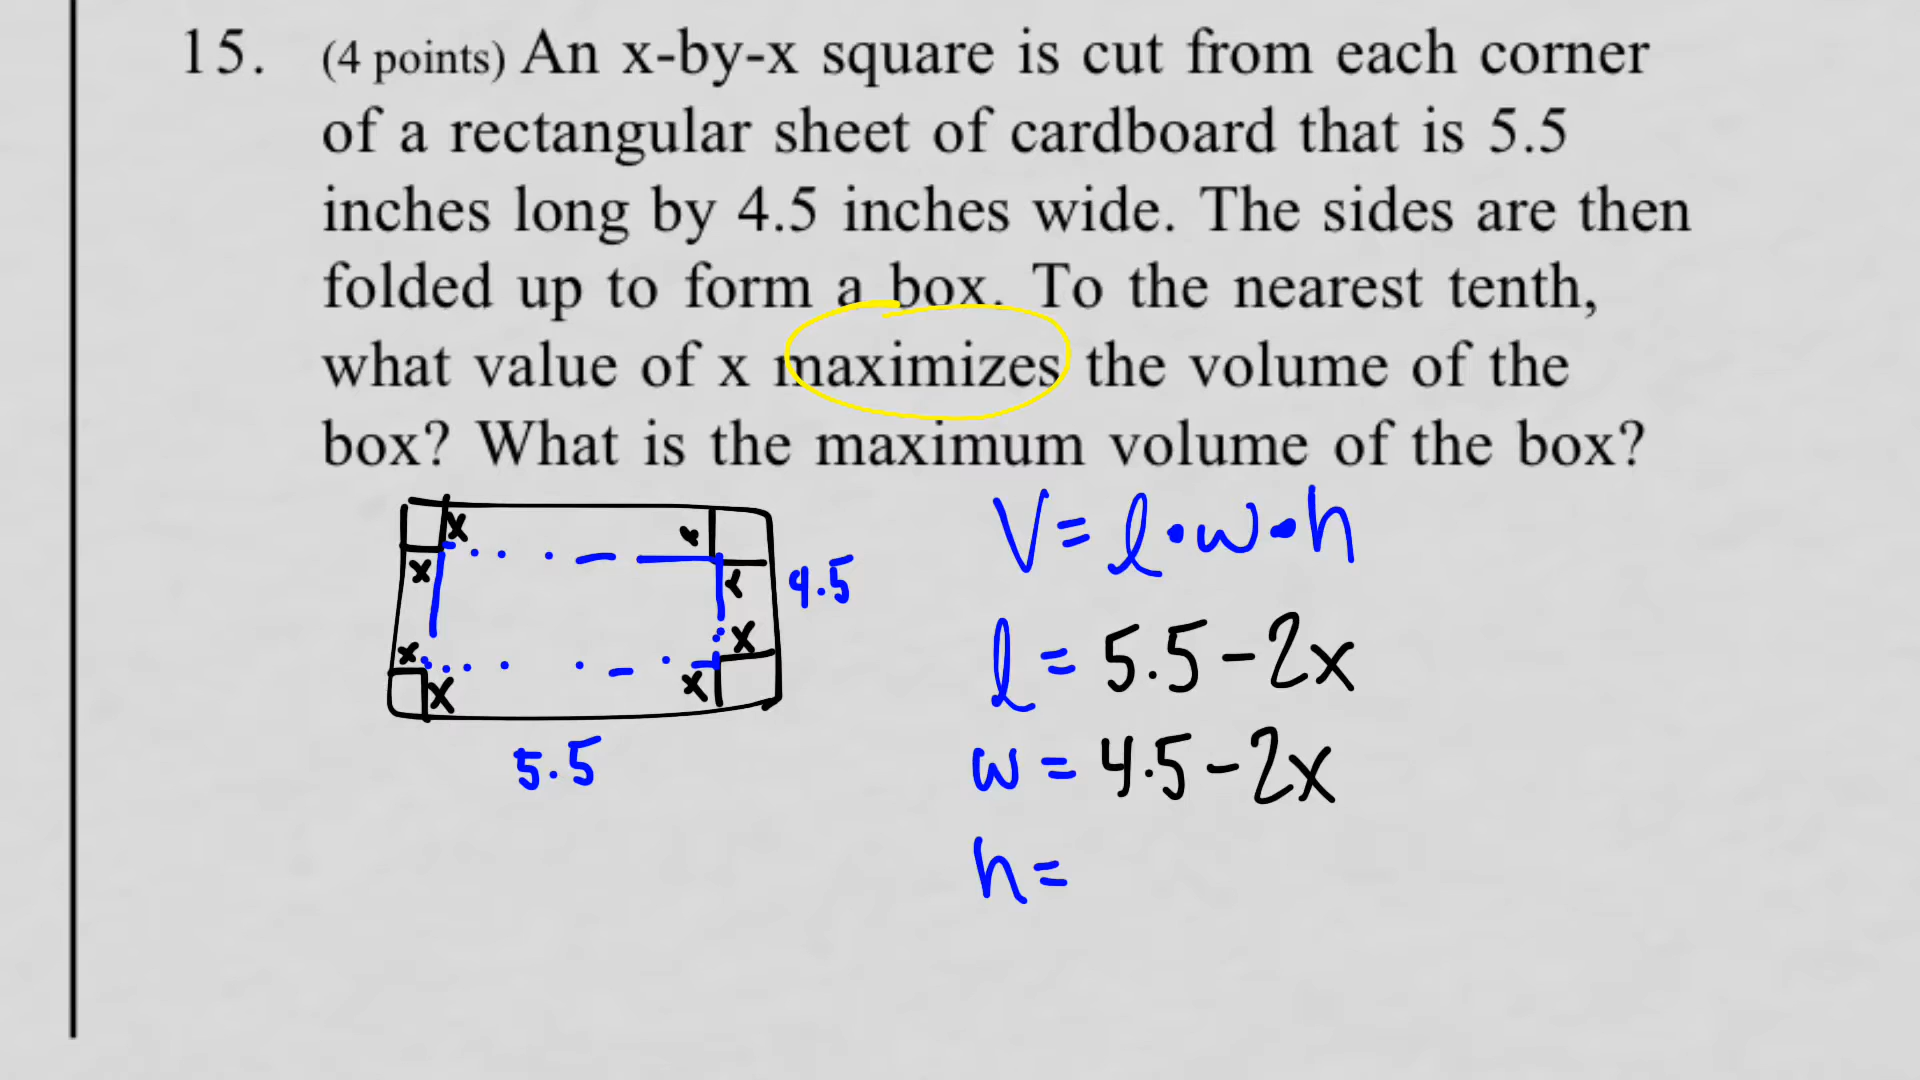 15. (4 points) An x-by-x square is cut from each corner
of a rectangular sheet of cardboard that is 5.5
inches long by 4.5 inches wide. The sides are then
folded up to form a box. To the nearest tenth,
what value of x maximizes the volume of the
box? What is the maximum volume of the box?
x x
x x
4.5
x x
x x
5.5
V = l · w · h
l = 5.5 - 2x
w = 4.5 - 2x
h =